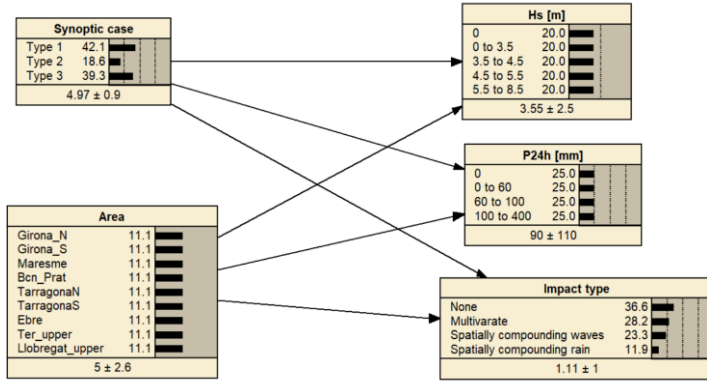 Synoptic case
Type 1 42.1
Type 2 18.6
Type 3 39.3
4.97 ± 0.9
Hs [m]
0 20.0
0 to 3.5 20.0
3.5 to 4.5 20.0
4.5 to 5.5 20.0
5.5 to 8.5 20.0
3.55 ± 2.5
P24h [mm]
0 25.0
0 to 60 25.0
60 to 100 25.0
100 to 400 25.0
90 ± 110
Area
Girona_N 11.1
Girona_S 11.1
Maresme 11.1
Bcn_Prat 11.1
TarragonaN 11.1
TarragonaS 11.1
Ebre 11.1
Ter_upper 11.1
Llobregat_upper 11.1
5 ± 2.6
Impact type
None 36.6
Multivarate 28.2
Spatially compounding waves 23.3
Spatially compounding rain 11.9
1.11 ± 1